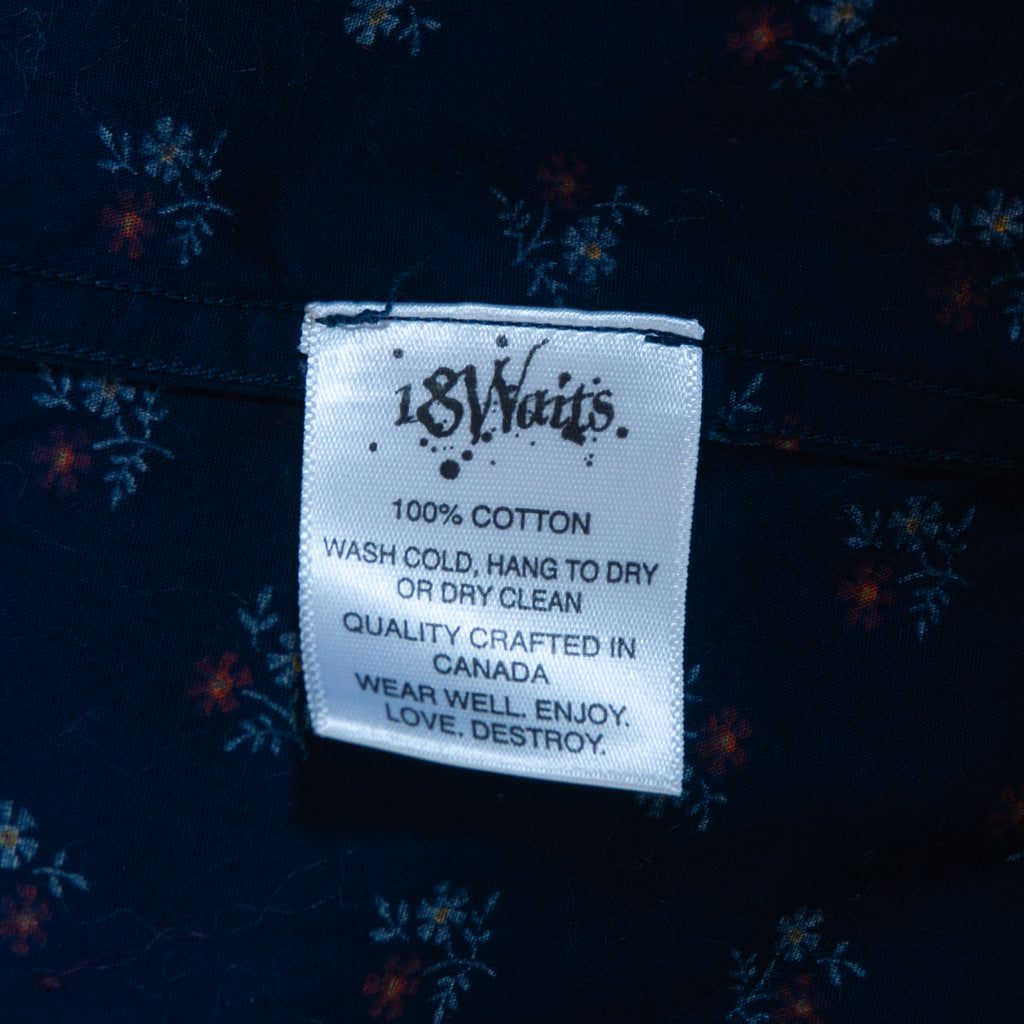 18Waits
100% COTTON
WASH COLD, HANG TO DRY
OR DRY CLEAN
QUALITY CRAFTED IN
CANADA
WEAR WELL. ENJOY.
LOVE. DESTROY.